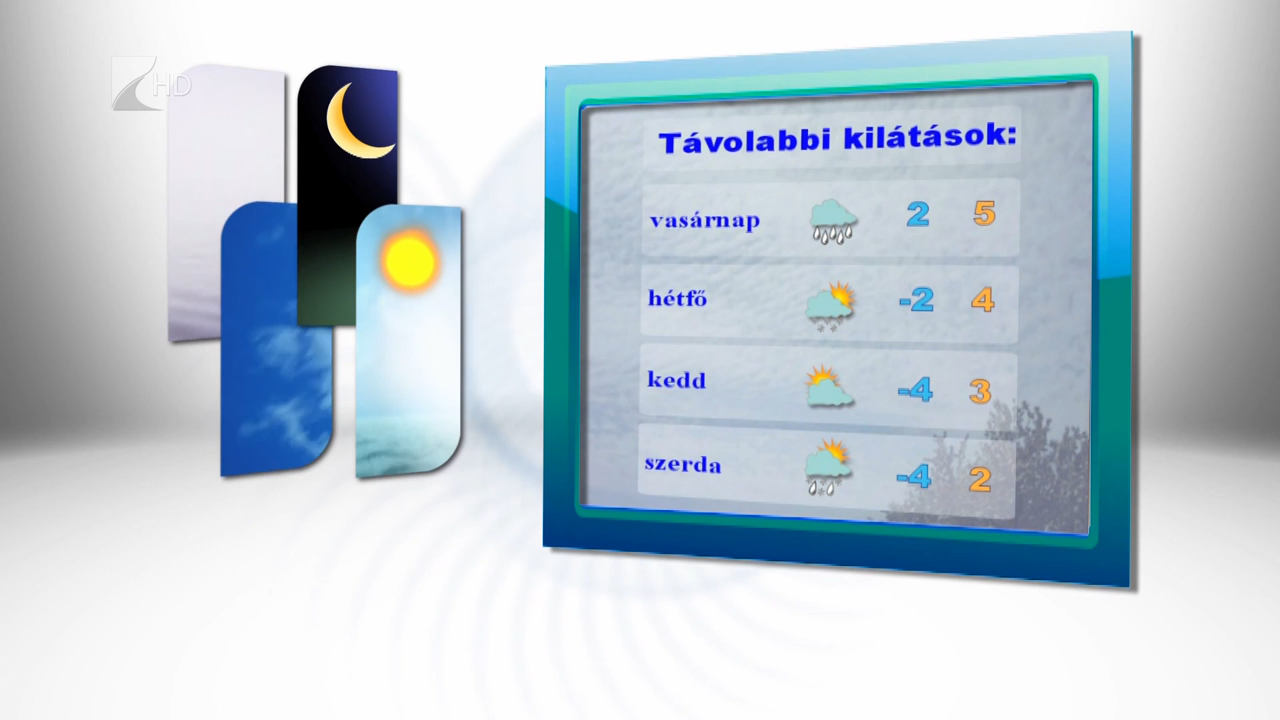 HD
Távolabbi kilátások:
vasárnap 2 5
hétfő -2 4
kedd -4 3
szerda -4 2